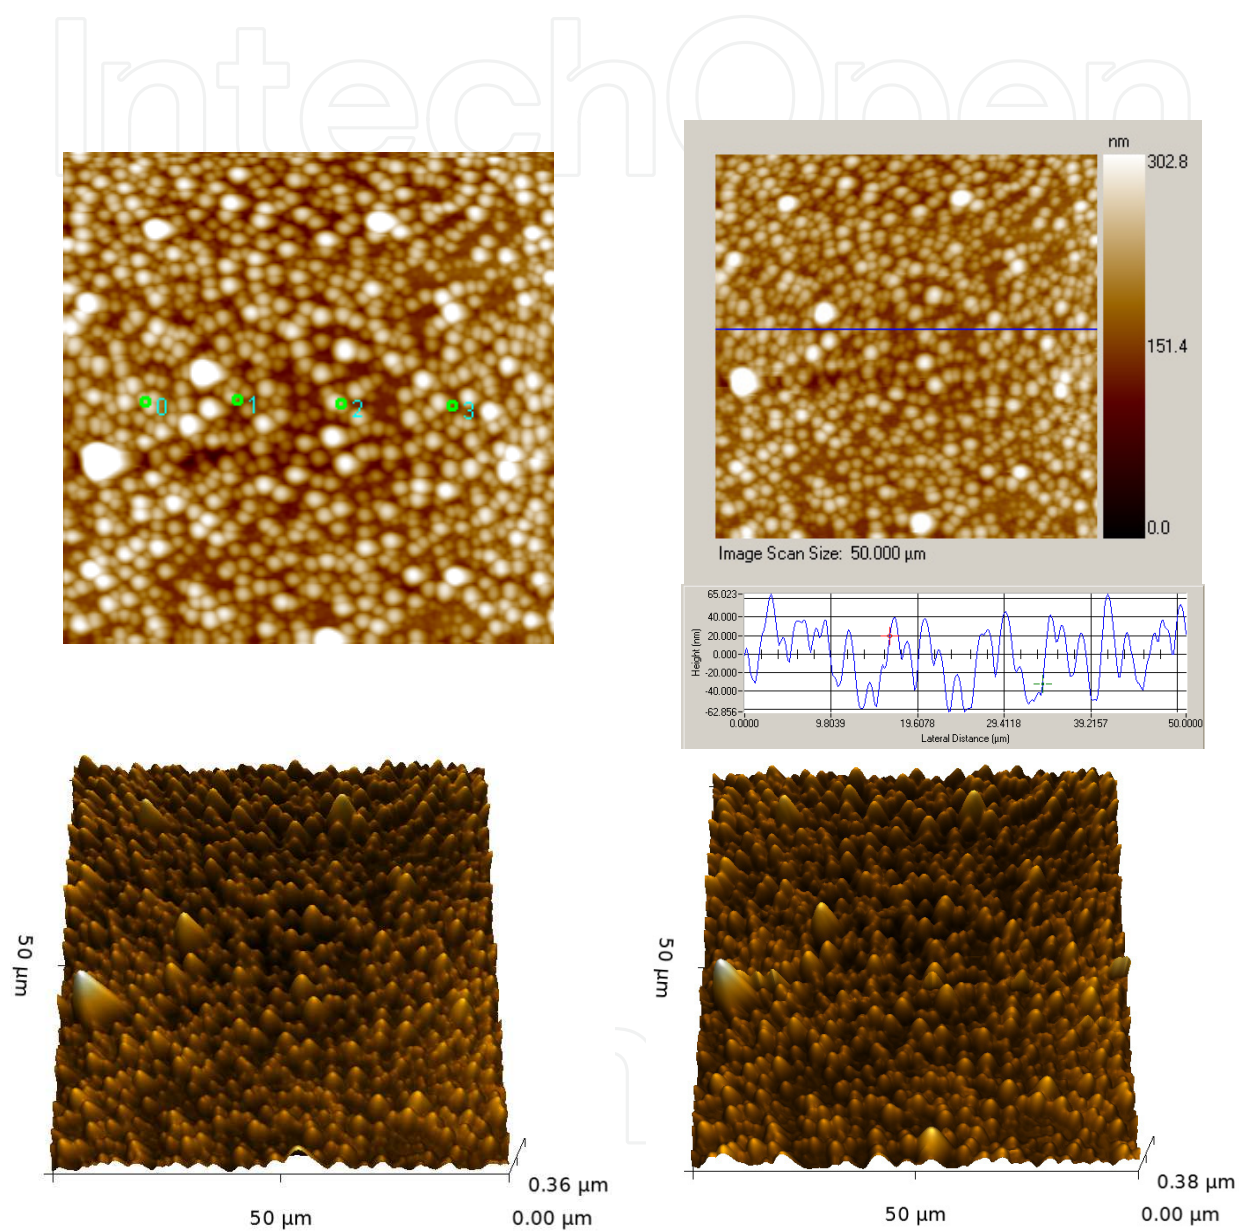 IntechOpen
nm
302.8
151.4
0.0
0
1
2
3
Image Scan Size: 50.000 µm
65.023
40.000
20.000
0.000
-20.000
-40.000
-62.856
Height (nm)
0.0000 9.8039 19.6078 29.4118 39.2157 50.0000
Lateral Distance (µm)
50 µm
50 µm
0.36 µm
0.00 µm
50 µm
50 µm
0.38 µm
0.00 µm